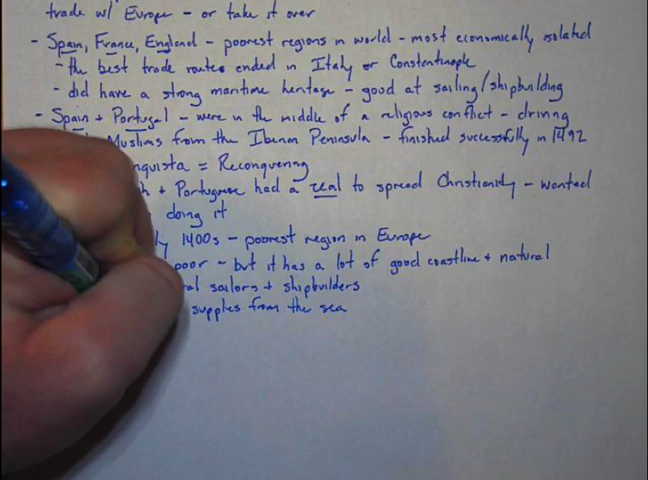 trade w/ Europe - or take it over
- Spain, France, England - poorest regions in world - most economically isolated
- the best trade routes ended in Italy or Constantinople
- did have a strong maritime heritage - good at sailing/shipbuilding
- Spain + Portugal - were in the middle of a religious conflict - driving
Muslims from the Iberian Peninsula - finished successfully in 1492
nquista = Reconquering
h + Portuguese had a zeal to spread Christianity - wanted
doing it
ly 1400s - poorest region in Europe
poor - but it has a lot of good coastline + natural
ral sailors + shipbuilders
supplies from the sea